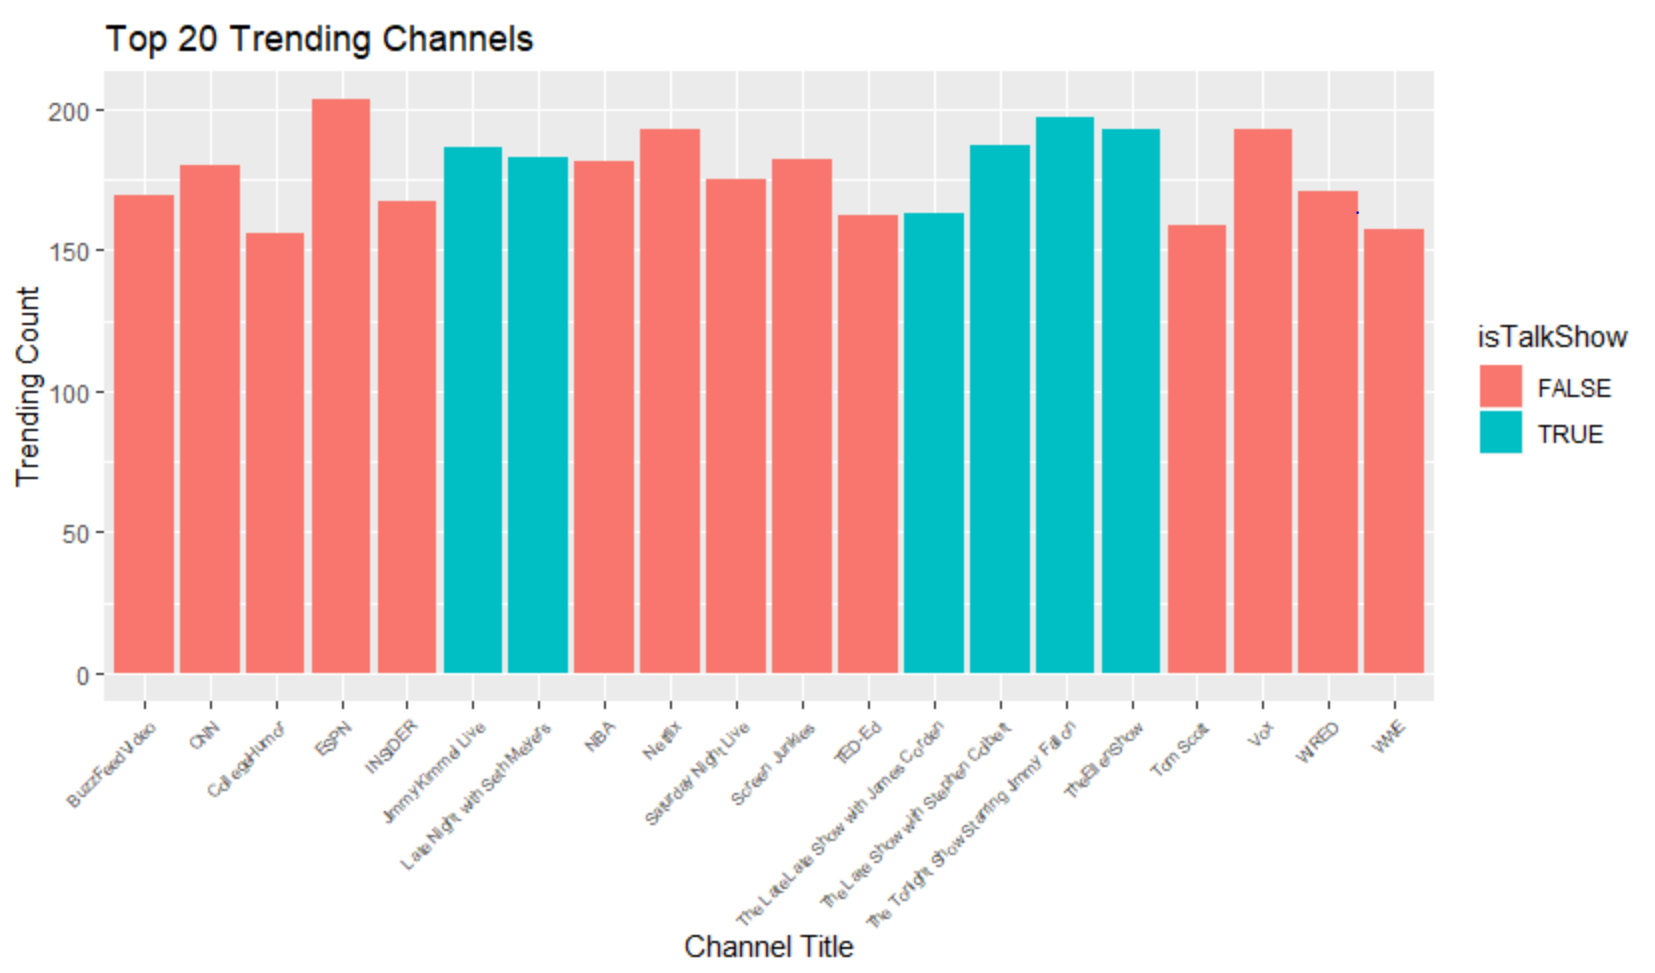 Top 20 Trending Channels
200
150
100
50
0
Trending Count
BuzzFeedVideo
CNN
CollegeHumor
ESPN
INSIDER
Jimmy Kimmel Live
Late Night with Seth Meyers
NBA
Netflix
Saturday Night Live
Screen Junkies
TED-Ed
The Late Late Show with James Corden
The Late Show with Stephen Colbert
The Tonight Show Starring Jimmy Fallon
TheEllenShow
Tom Scott
Vox
WIRED
WWE
Channel Title
isTalkShow
FALSE
TRUE